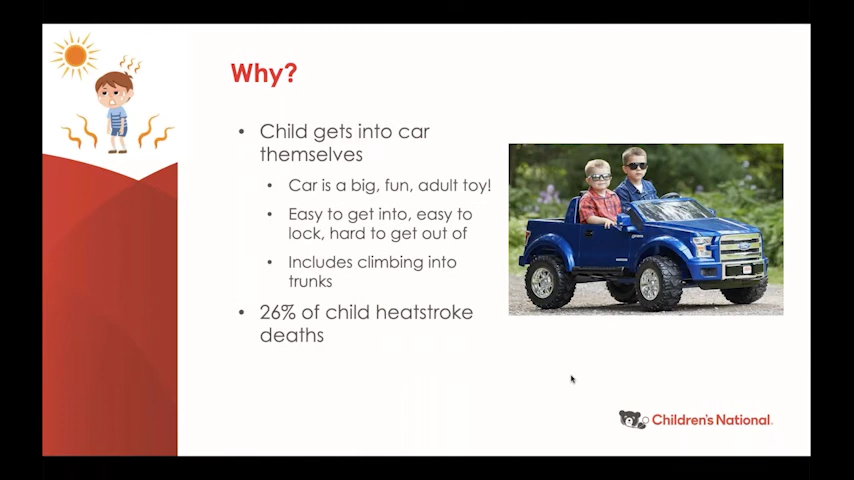 Why?
• Child gets into car
themselves
• Car is a big, fun, adult toy!
• Easy to get into, easy to
lock, hard to get out of
• Includes climbing into
trunks
• 26% of child heatstroke
deaths
Children's National.